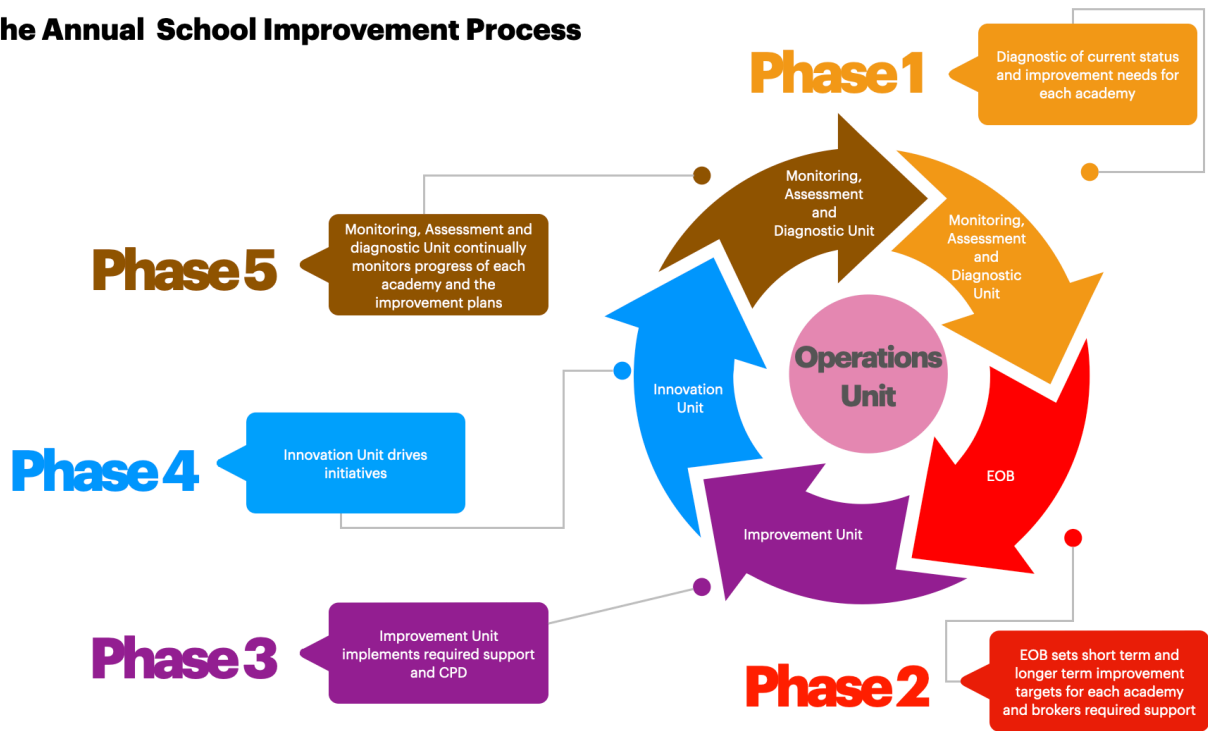 he Annual School Improvement Process
Phase 1
Diagnostic of current status
and improvement needs for
each academy
Monitoring,
Assessment
and
Diagnostic Unit
Monitoring,
Assessment
and
Diagnostic
Unit
Phase 5
Monitoring, Assessment and
diagnostic Unit continually
monitors progress of each
academy and the
improvement plans
Operations
Unit
Innovation
Unit
Phase 4
Innovation Unit drives
initiatives
EOB
Improvement Unit
Phase 3
Improvement Unit
implements required support
and CPD
Phase 2
EOB sets short term and
longer term improvement
targets for each academy
and brokers required support